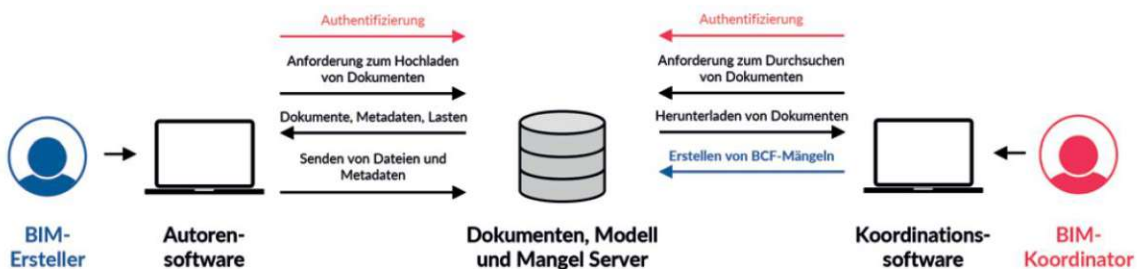 Authentifizierung
Anforderung zum Hochladen
von Dokumenten
Dokumente, Metadaten, Lasten
Senden von Dateien und
Metadaten
Authentifizierung
Anforderung zum Durchsuchen
von Dokumenten
Herunterladen von Dokumenten
Erstellen von BCF-Mängeln
BIM-
Ersteller
Autoren-
software
Dokumenten, Modell
und Mangel Server
Koordinations-
software
BIM-
Koordinator